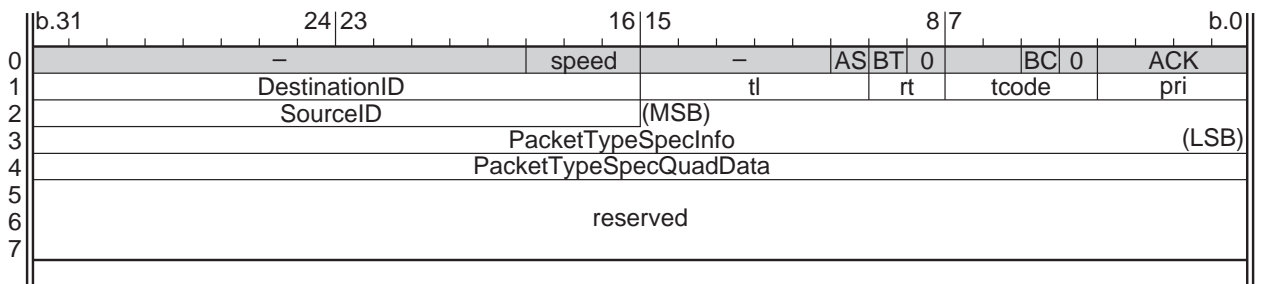 b.31 24 23 16 15 8 7 b.0
0 – speed – AS BT 0 BC 0 ACK
1 DestinationID tl rt tcode pri
2 SourceID (MSB)
3 PacketTypeSpecInfo (LSB)
4 PacketTypeSpecQuadData
5
6 reserved
7